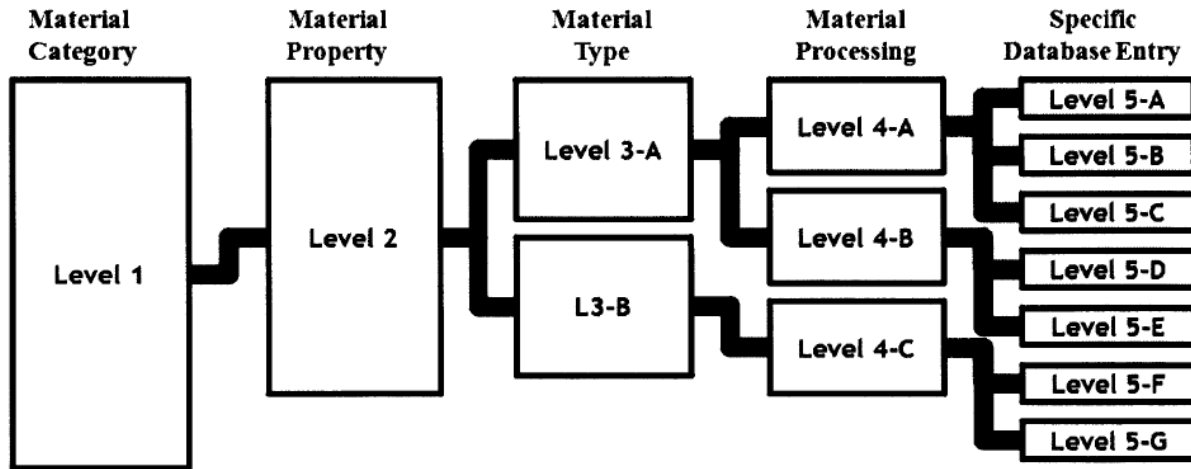 Material
Category
Material
Property
Material
Type
Material
Processing
Specific
Database Entry
Level 1
Level 2
Level 3-A
L3-B
Level 4-A
Level 4-B
Level 4-C
Level 5-A
Level 5-B
Level 5-C
Level 5-D
Level 5-E
Level 5-F
Level 5-G